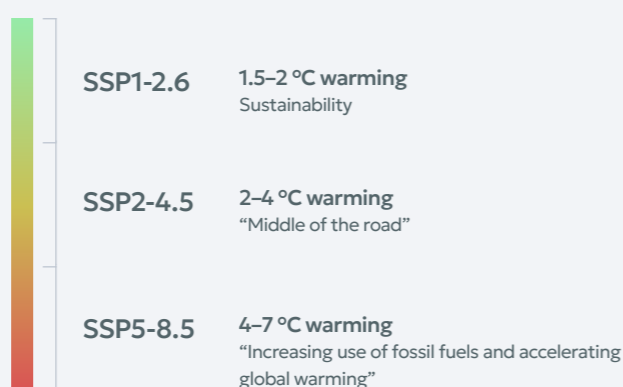 SSP1-2.6
1.5–2 °C warming
Sustainability
SSP2-4.5
2–4 °C warming
“Middle of the road”
SSP5-8.5
4–7 °C warming
“Increasing use of fossil fuels and accelerating
global warming”